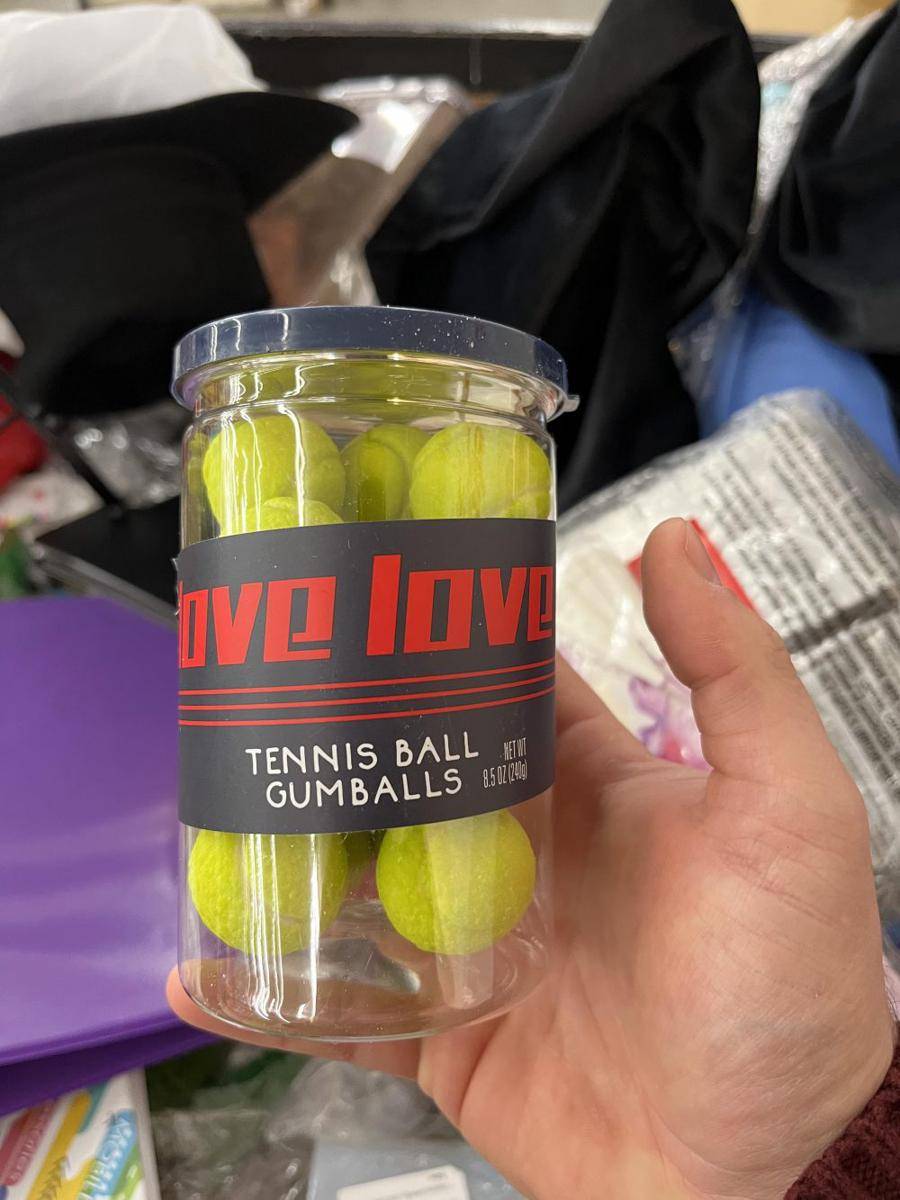 love love
TENNIS BALL
GUMBALLS
NET WT
8.5 OZ (240g)